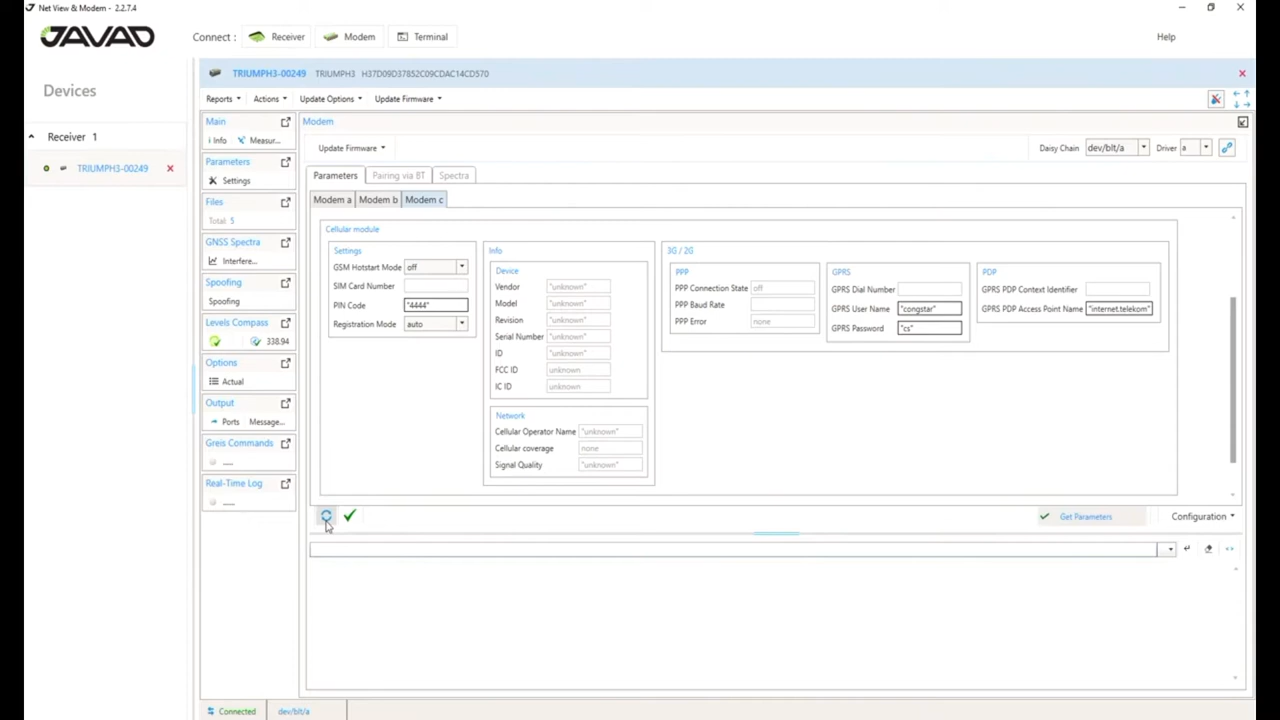 Net View & Modem - 2.2.7.4
JAVAD
Connect : Receiver Modem Terminal Help
Devices
Receiver 1
TRIUMPH3-00249
TRIUMPH3-00249 TRIUMPH3 H37D09D37852C09CDAC14CD570
Reports Actions Update Options Update Firmware
Main
Info Measur...
Parameters
Settings
Files
Total: 5
GNSS Spectra
Interfere...
Spoofing
Spoofing
Levels Compass
338.94
Options
Actual
Output
Ports Message...
Greis Commands
....
Real-Time Log
....
Modem
Update Firmware Daisy Chain dev/blt/a Driver a
Parameters Pairing via BT Spectra
Modem a Modem b Modem c
Cellular module
Settings
GSM Hotstart Mode off
SIM Card Number
PIN Code "4444"
Registration Mode auto
Info
Device
Vendor "unknown"
Model "unknown"
Revision "unknown"
Serial Number "unknown"
ID "unknown"
FCC ID unknown
IC ID unknown
Network
Cellular Operator Name "unknown"
Cellular coverage none
Signal Quality "unknown"
3G / 2G
PPP
PPP Connection State off
PPP Baud Rate
PPP Error none
GPRS
GPRS Dial Number
GPRS User Name "congstar"
GPRS Password "cs"
PDP
GPRS PDP Context Identifier
GPRS PDP Access Point Name "internet.telekom"
Get Parameters Configuration
Connected dev/blt/a